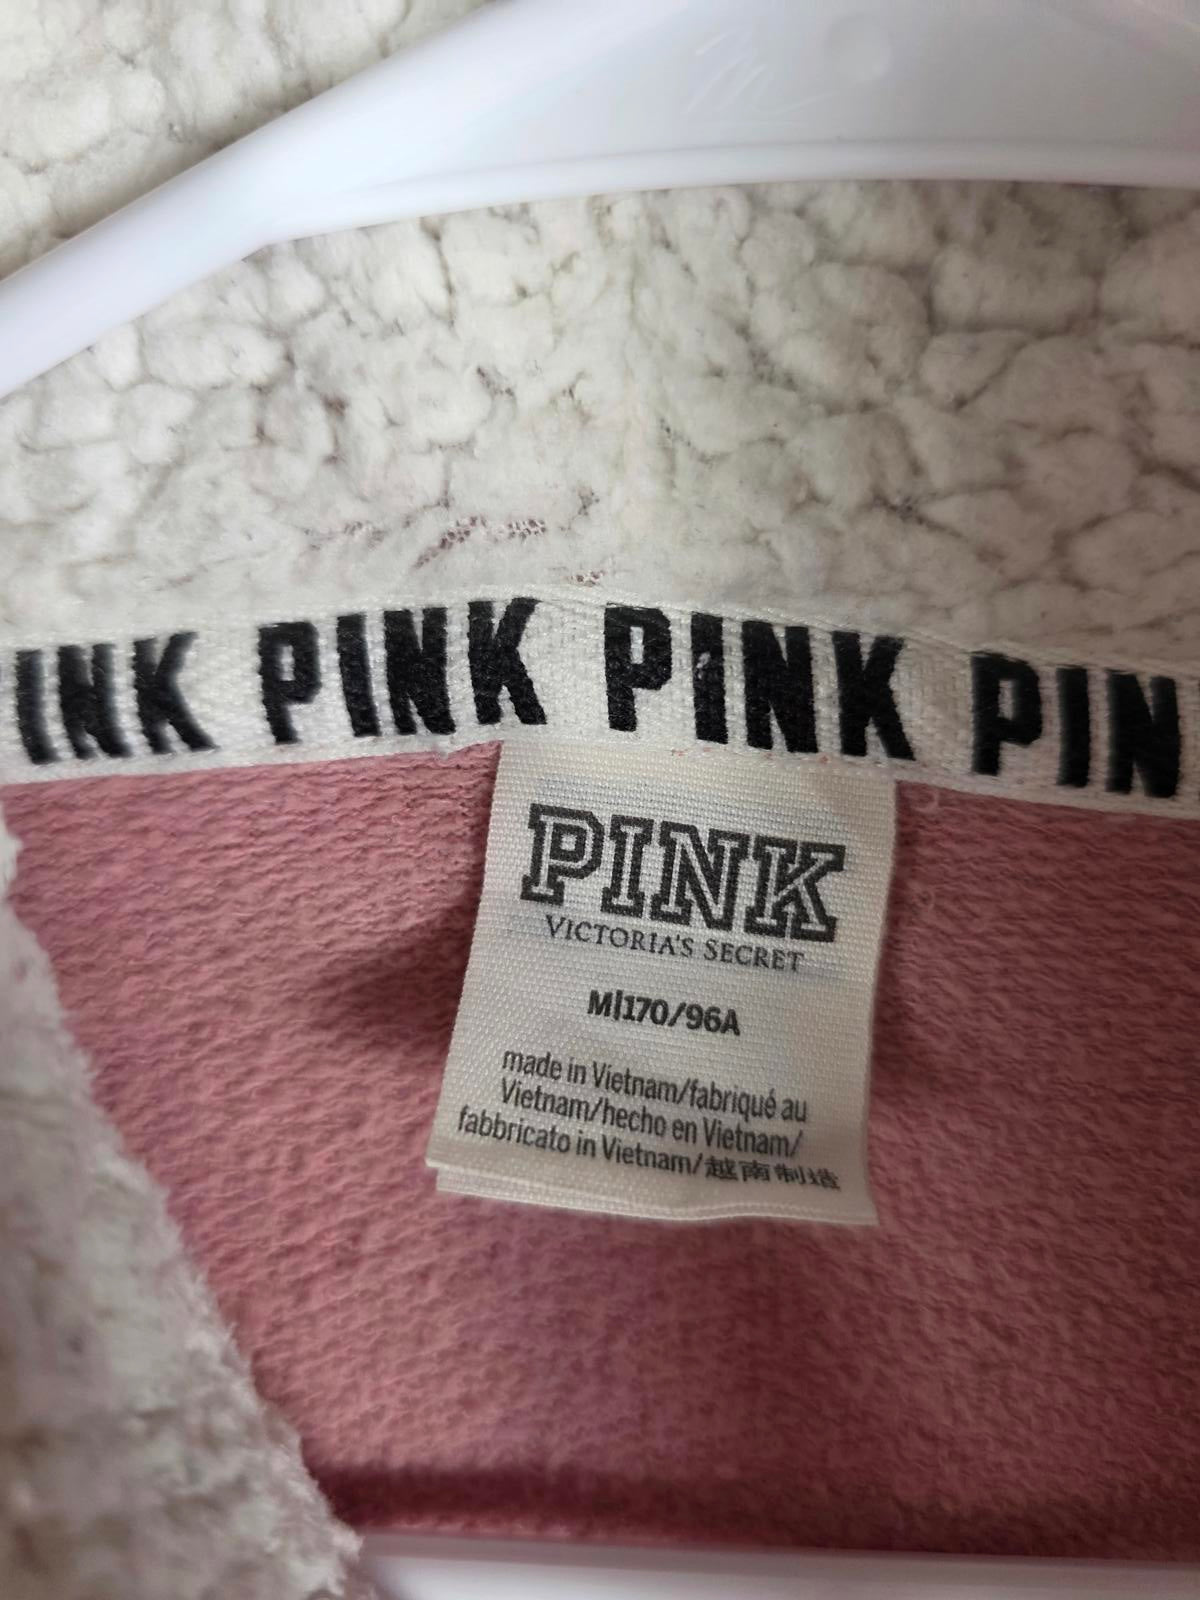 INK PINK PINK PIN
PINK
VICTORIA'S SECRET
M|170/96A
made in Vietnam/fabriqué au
Vietnam/hecho en Vietnam/
fabbricato in Vietnam/越南制造